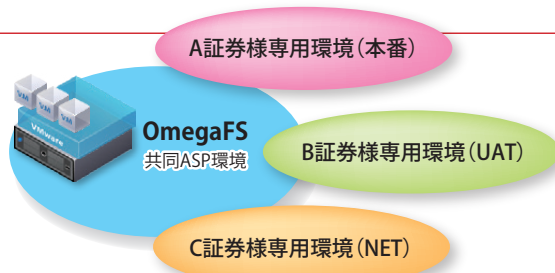 A証券様専用環境（本番）
VM
VM
VM
VMware
OmegaFS
共同ASP環境
B証券様専用環境（UAT）
C証券様専用環境（NET）